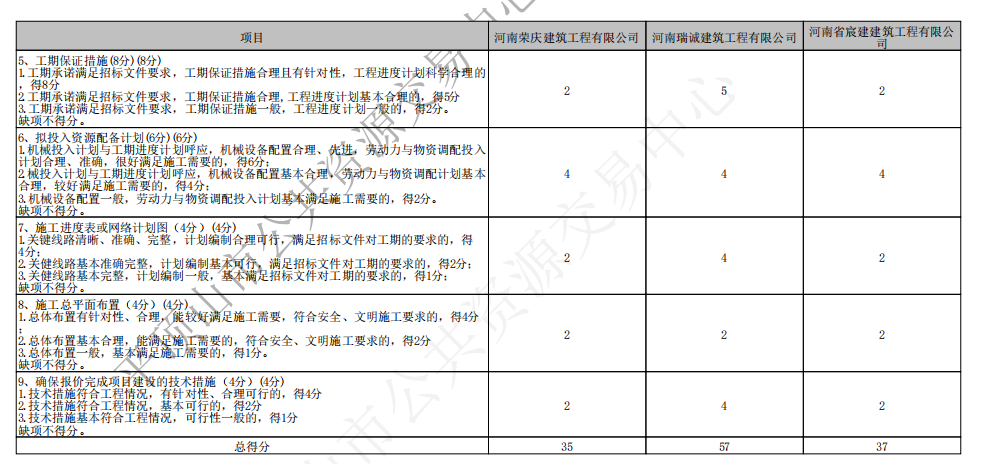 项目 河南荣庆建筑工程有限公司 河南瑞诚建筑工程有限公司 河南省宸建建筑工程有限公司
5、工期保证措施(8分)(8分)
1.工期承诺满足招标文件要求，工期保证措施合理且有针对性，工程进度计划科学合理的
，得8分
2.工期承诺满足招标文件要求，工期保证措施合理,工程进度计划基本合理的，得5分
3.工期承诺满足招标文件要求，工期保证措施一般，工程进度计划一般的，得2分。
缺项不得分。
2 5 2
6、拟投入资源配备计划(6分)(6分)
1.机械投入计划与工期进度计划呼应，机械设备配置合理、先进，劳动力与物资调配投入
计划合理、准确，很好满足施工需要的，得6分;
2.械投入计划与工期进度计划呼应，机械设备配置基本合理，劳动力与物资调配计划基本
合理，较好满足施工需要的，得4分;
3.机械设备配置一般，劳动力与物资调配投入计划基本满足施工需要的，得2分。
缺项不得分。
4 4 4
7、施工进度表或网络计划图（4分）(4分)
1.关键线路清晰、准确、完整，计划编制合理可行，满足招标文件对工期的要求的，得
4分;
2.关健线路基本准确完整，计划编制基本可行，满足招标文件对工期的要求的，得2分;
3.关健线路基本完整，计划编制一般，基本满足招标文件对工期的要求的，得1分;
缺项不得分。
2 4 2
8、施工总平面布置（4分）(4分)
1.总体布置有针对性、合理，能较好满足施工需要，符合安全、文明施工要求的，得4分
;
2.总体布置基本合理，能满足施工需要的，符合安全、文明施工要求的，得2分
3.总体布置一般，基本满足施工需要的，得1分。
缺项不得分。
2 2 2
9、确保报价完成项目建设的技术措施（4分）(4分)
1.技术措施符合工程情况，有针对性、合理可行的，得4分
2.技术措施符合工程情况，基本可行的，得2分
3.技术措施基本符合工程情况，可行性一般的，得1分
缺项不得分。
2 4 2
总得分 35 57 37
平顶山市公共资源交易中心
山市公共资源交易中心